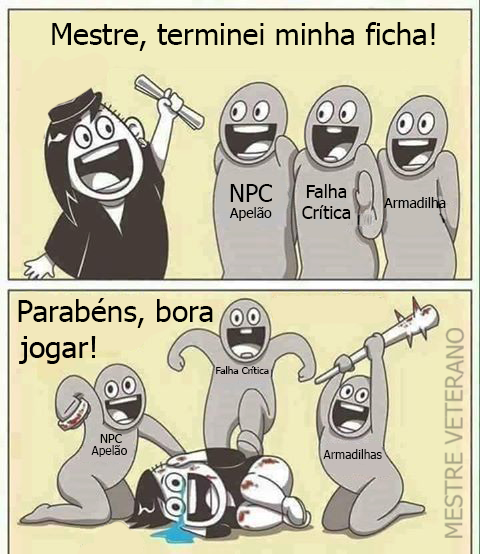 Mestre, terminei minha ficha!
NPC
Apelão
Falha
Crítica
Armadilha
Parabéns, bora
jogar!
Falha Crítica
NPC
Apelão
Armadilhas
MESTRE VETERANO